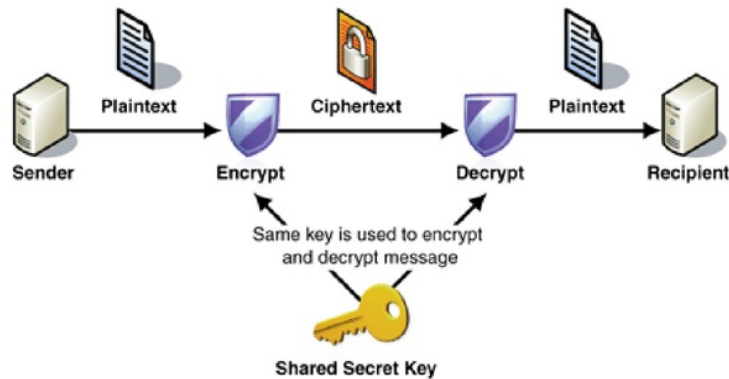 Plaintext
Ciphertext
Plaintext
Sender
Encrypt
Decrypt
Recipient
Same key is used to encrypt
and decrypt message
Shared Secret Key